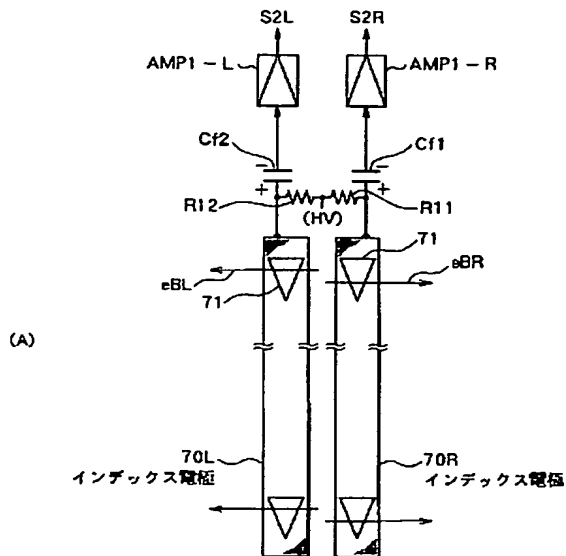 S2L
S2R
AMP1-L
AMP1-R
Cf2
Cf1
-
-
+
+
R12
(HV)
R11
71
eBL
eBR
71
(A)
70L
インデックス電極
70R
インデックス電極